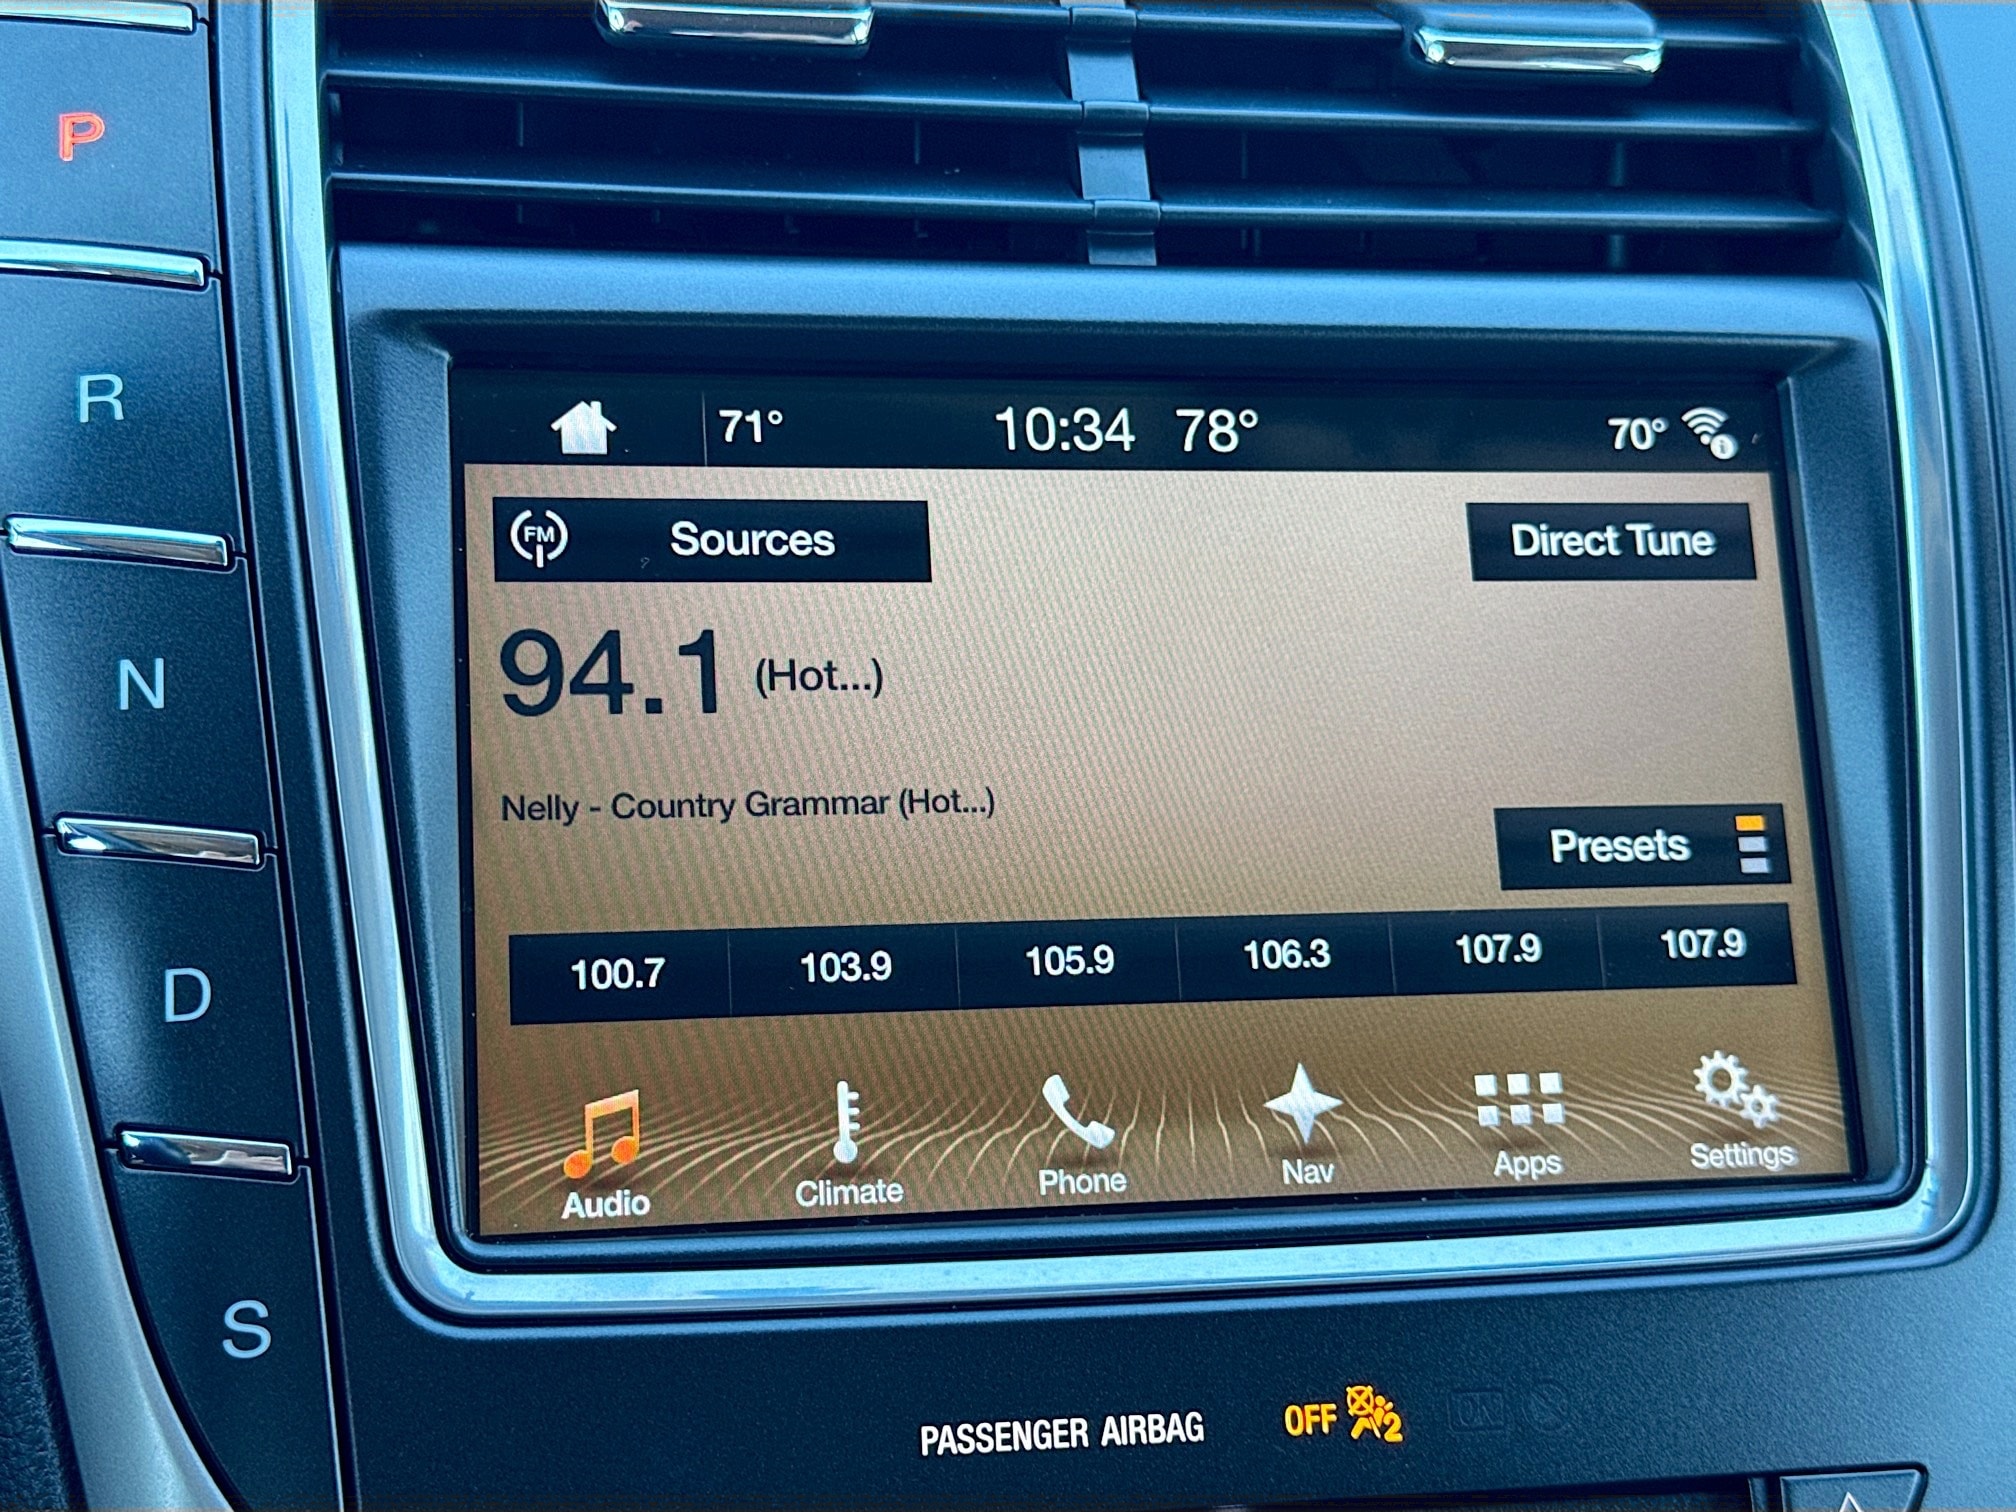 P
R
N
D
S
71° 10:34 78° 70°
FM Sources Direct Tune
94.1 (Hot...)
Nelly - Country Grammar (Hot...)
Presets
100.7 103.9 105.9 106.3 107.9 107.9
Audio Climate Phone Nav Apps Settings
PASSENGER AIRBAG OFF 2 ON